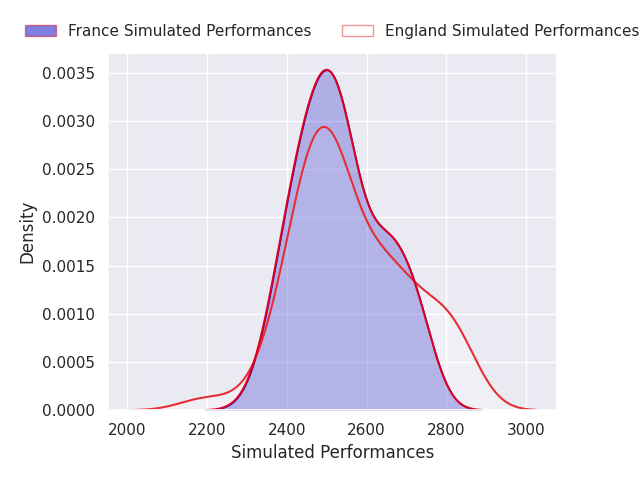 France Simulated Performances
England Simulated Performances
0.0035
0.0030
0.0025
0.0020
0.0015
0.0010
0.0005
0.0000
Density
2000 2200 2400 2600 2800 3000
Simulated Performances